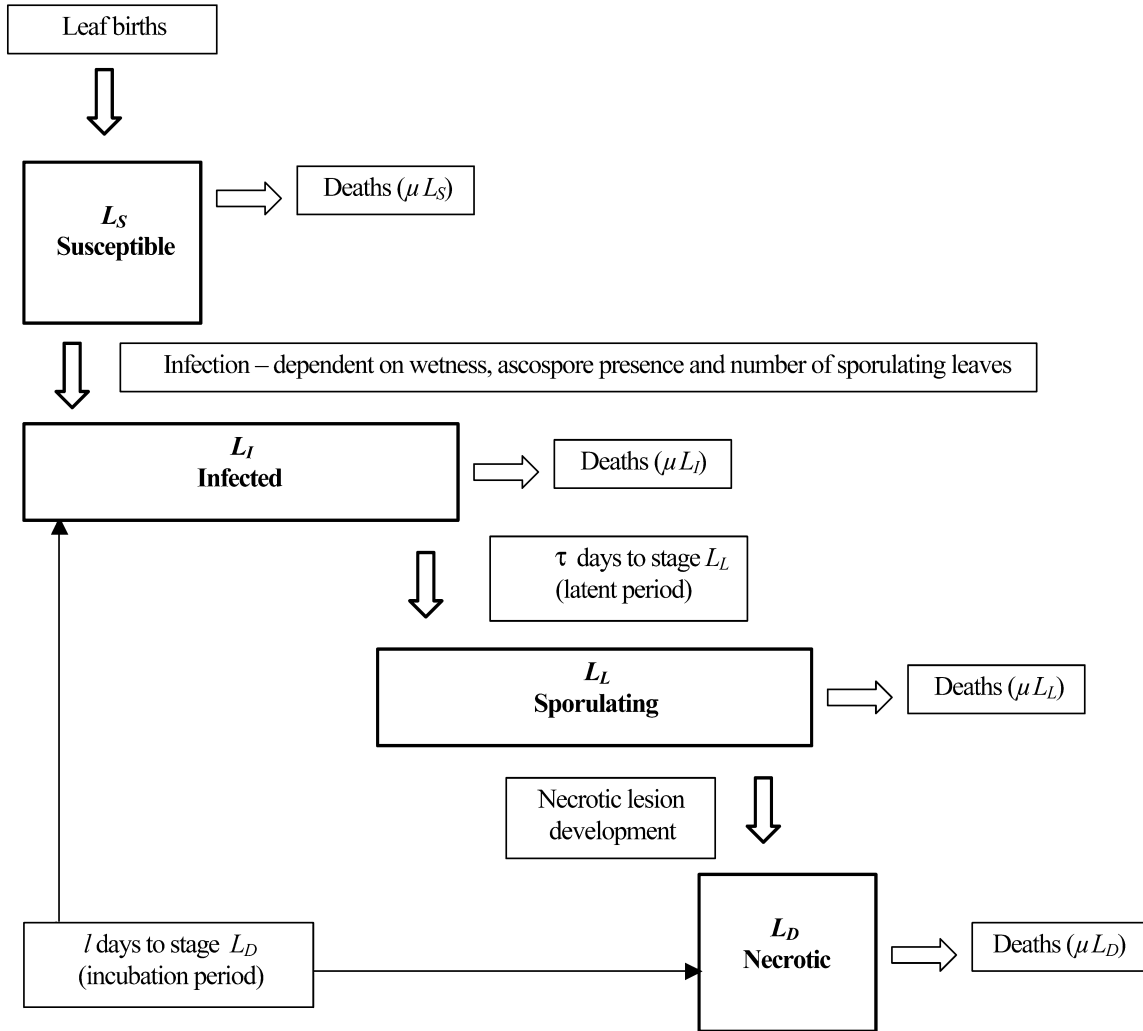 Leaf births
Deaths (μ L_S)
L_S
Susceptible
Infection – dependent on wetness, ascospore presence and number of sporulating leaves
L_I
Infected
Deaths (μ L_I)
τ days to stage L_L
(latent period)
L_L
Sporulating
Deaths (μ L_L)
Necrotic lesion
development
L_D
Necrotic
l days to stage L_D
(incubation period)
Deaths (μ L_D)